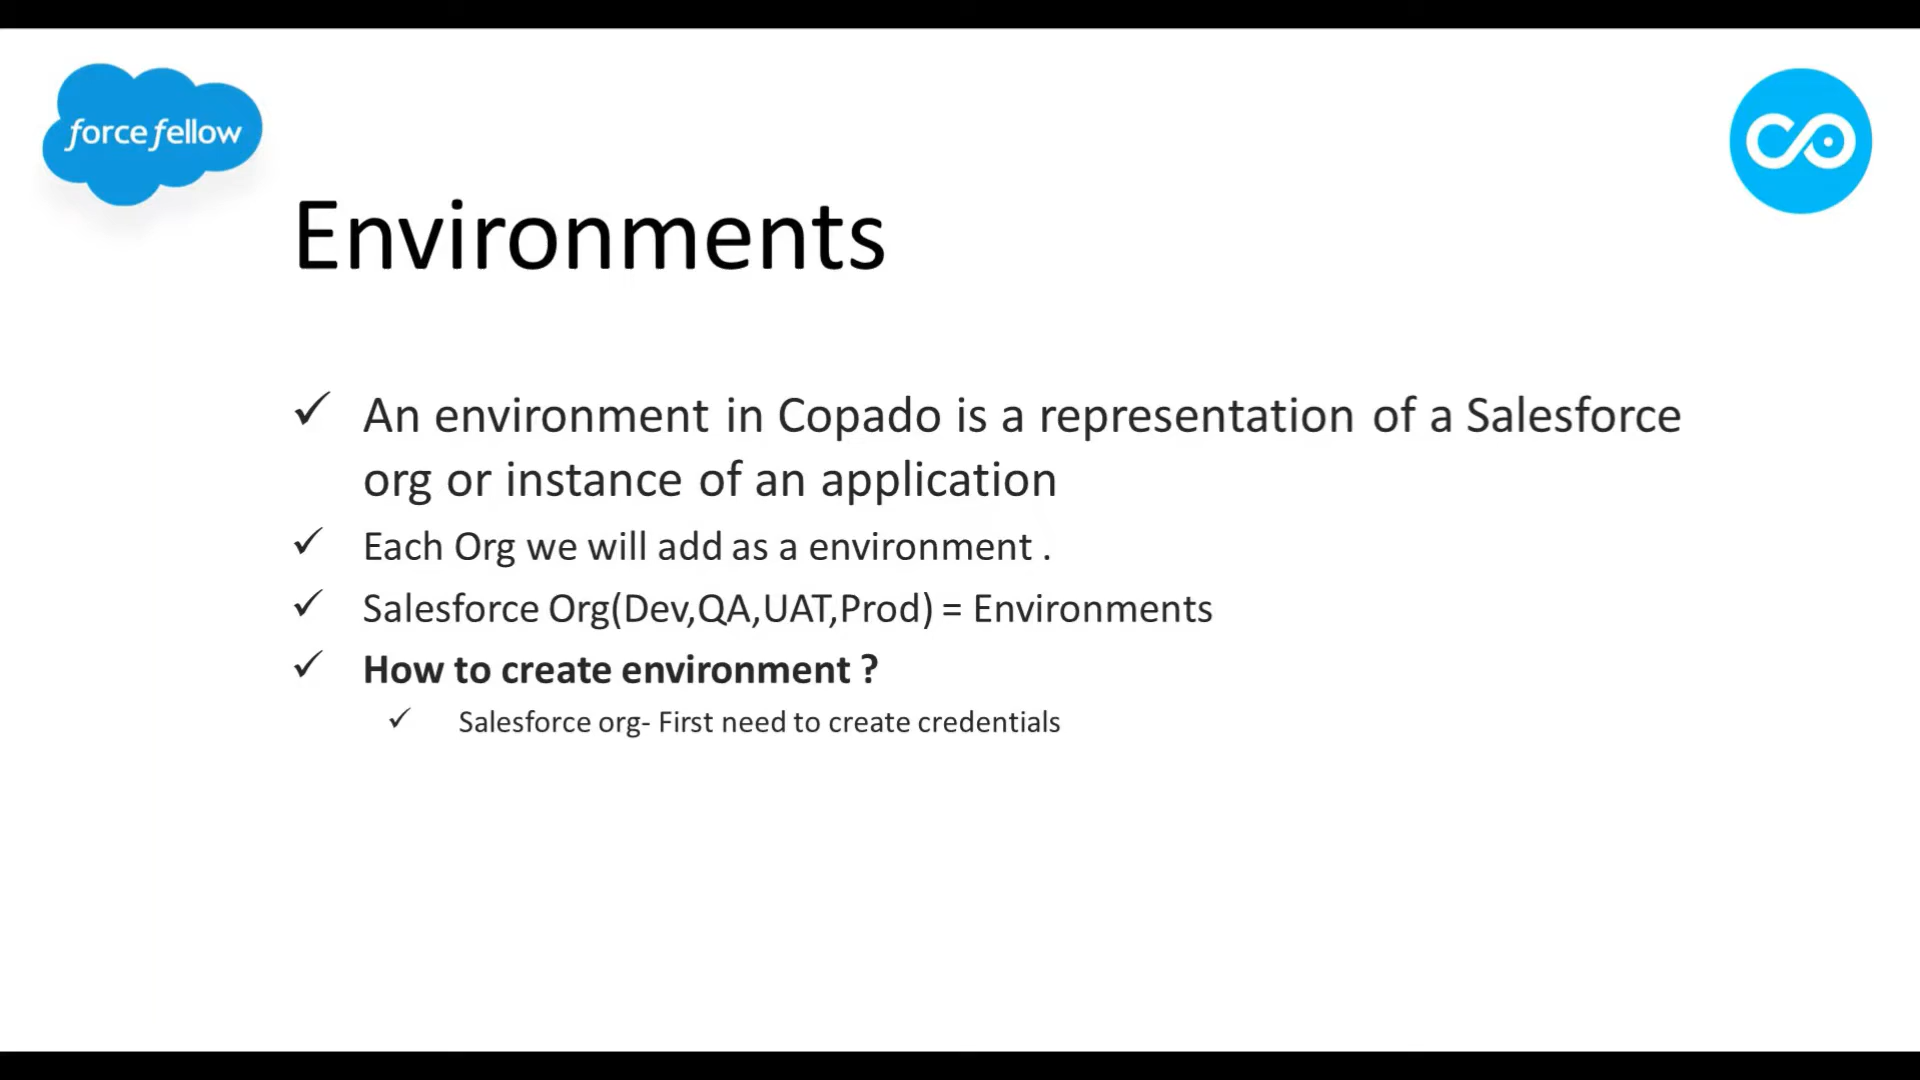 force fellow
Environments
An environment in Copado is a representation of a Salesforce
org or instance of an application
Each Org we will add as a environment .
Salesforce Org(Dev,QA,UAT,Prod) = Environments
How to create environment ?
Salesforce org- First need to create credentials